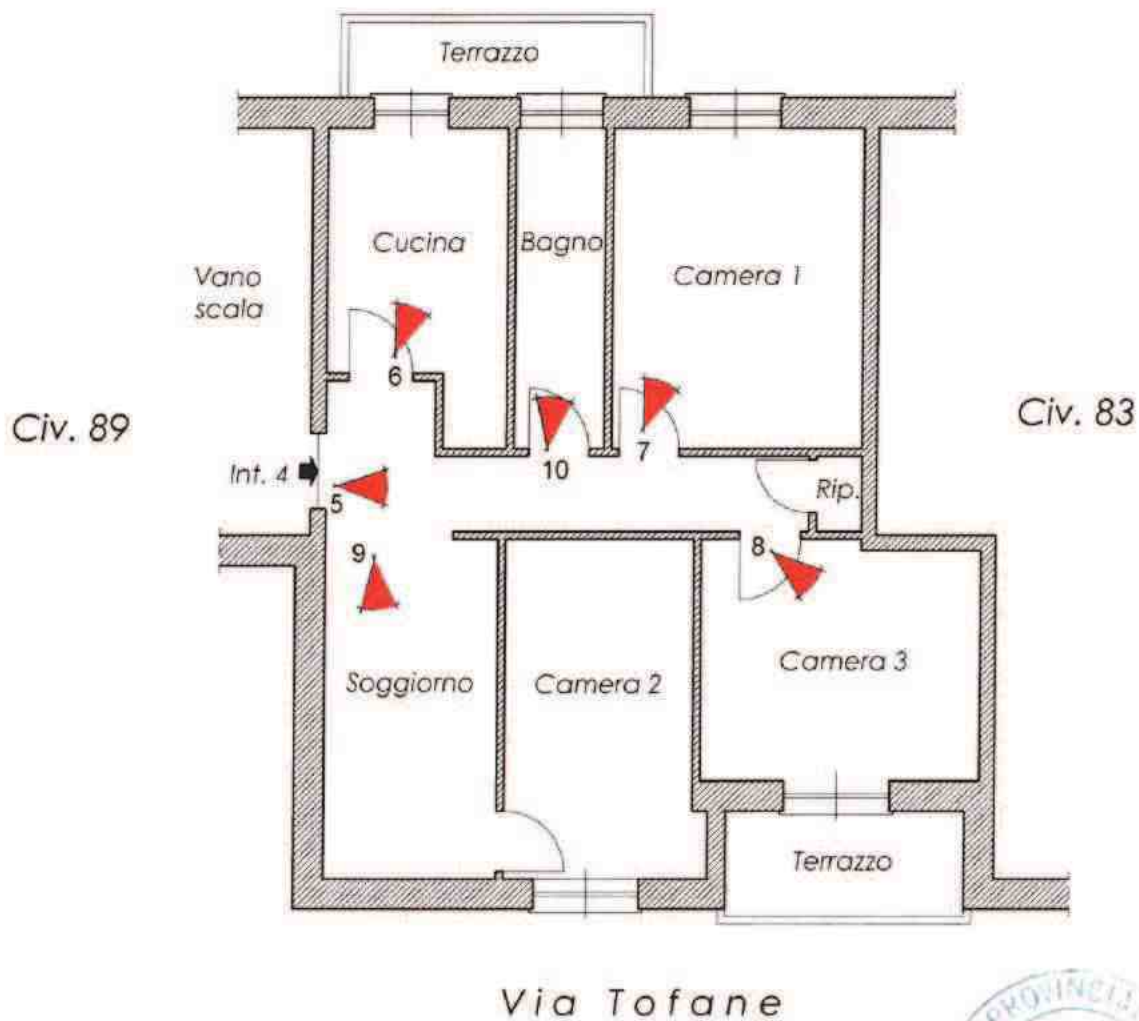 Terrazzo
Cucina
Bagno
Camera 1
Vano
scala
6
Civ. 89
Civ. 83
7
10
Int. 4
5
Rip.
9
8
Soggiorno
Camera 2
Camera 3
Terrazzo
Via Tofane
PROVINCIA